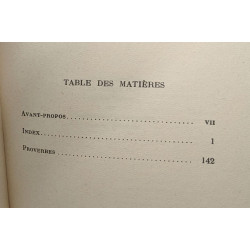 TABLE DES MATIÈRES
AVANT-PROPOS. . . . . . . . . . . . . . . . . . . . . . . . . . . . VII
INDEX. . . . . . . . . . . . . . . . . . . . . . . . . . . . . . . . . . . 1
PROVERBES . . . . . . . . . . . . . . . . . . . . . . . . . . . . . 142